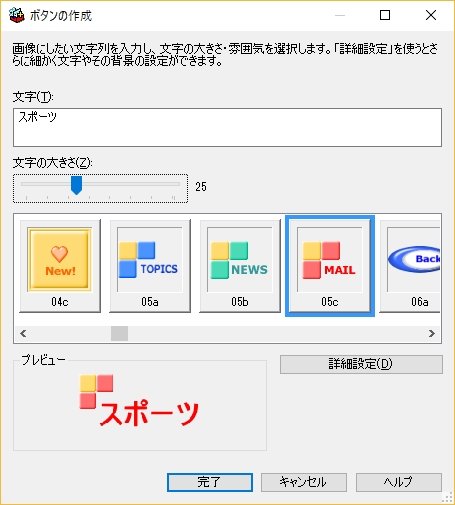 ボタンの作成
画像にしたい文字列を入力し、文字の大きさ・雰囲気を選択します。「詳細設定」を使うとさ
らに細かく文字やその背景の設定ができます。
文字(T):
スポーツ
文字の大きさ(Z):
25
New!
TOPICS
NEWS
MAIL
Back
04c
05a
05b
05c
06a
プレビュー
スポーツ
詳細設定(D)
完了
キャンセル
ヘルプ